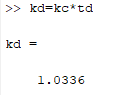 >> kd=kc*td
kd =
1.0336